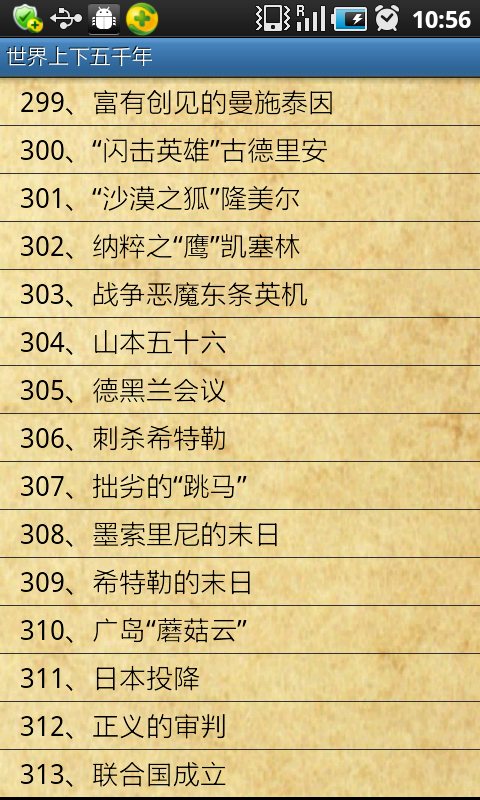 R
10:56
世界上下五千年
299、富有创见的曼施泰因
300、“闪击英雄”古德里安
301、“沙漠之狐”隆美尔
302、纳粹之“鹰”凯塞林
303、战争恶魔东条英机
304、山本五十六
305、德黑兰会议
306、刺杀希特勒
307、拙劣的“跳马”
308、墨索里尼的末日
309、希特勒的末日
310、广岛“蘑菇云”
311、日本投降
312、正义的审判
313、联合国成立